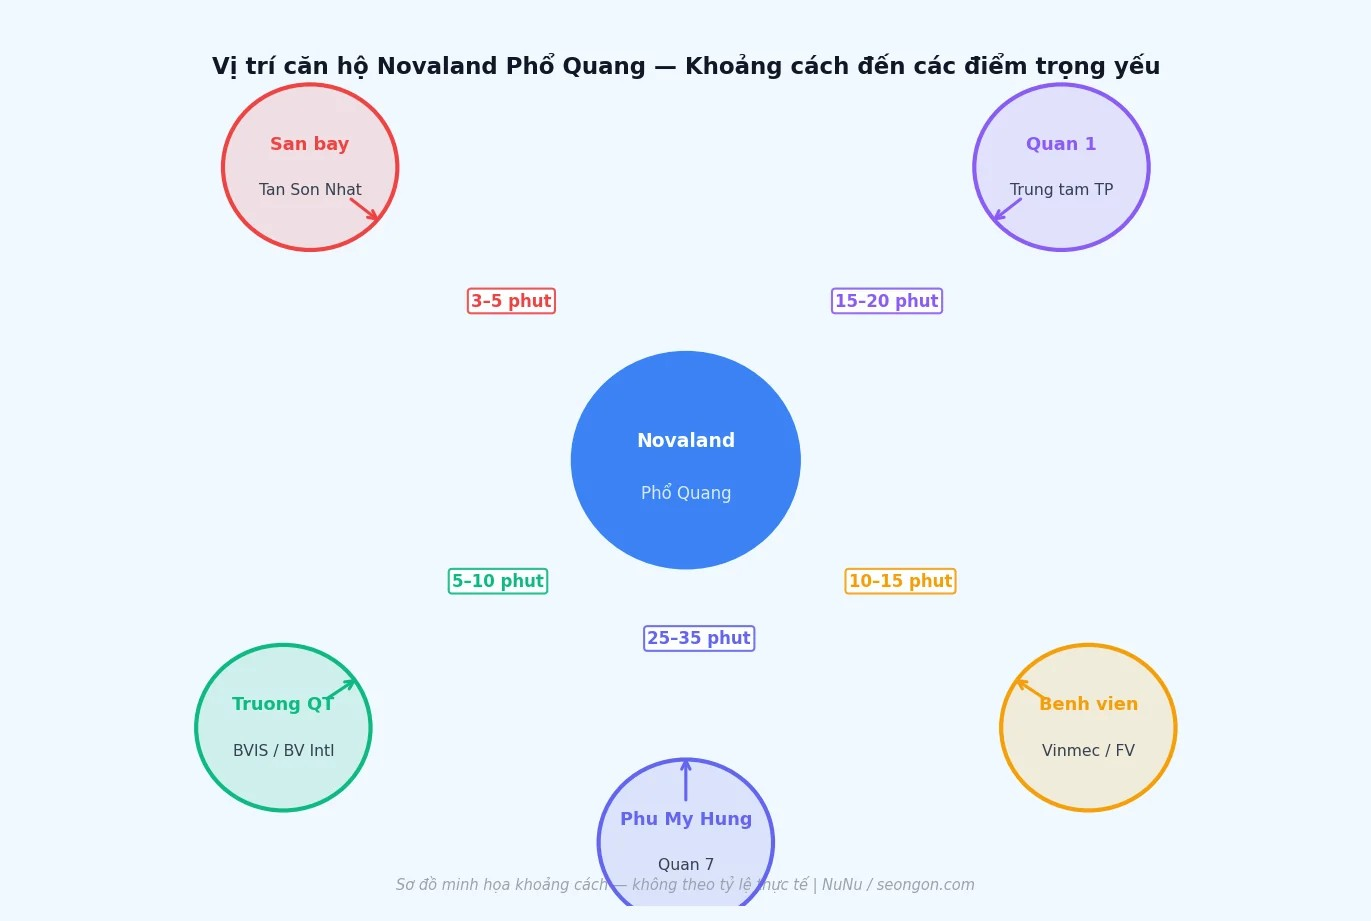 Vị trí căn hộ Novaland Phổ Quang — Khoảng cách đến các điểm trọng yếu
San bay
Tan Son Nhat
Quan 1
Trung tam TP
3–5 phut
15–20 phut
Novaland
Phổ Quang
5–10 phut
10–15 phut
25–35 phut
Truong QT
BVIS / BV Intl
Benh vien
Vinmec / FV
Phu My Hung
Quan 7
Sơ đồ minh họa khoảng cách — không theo tỷ lệ thực tế | NuNu / seongon.com